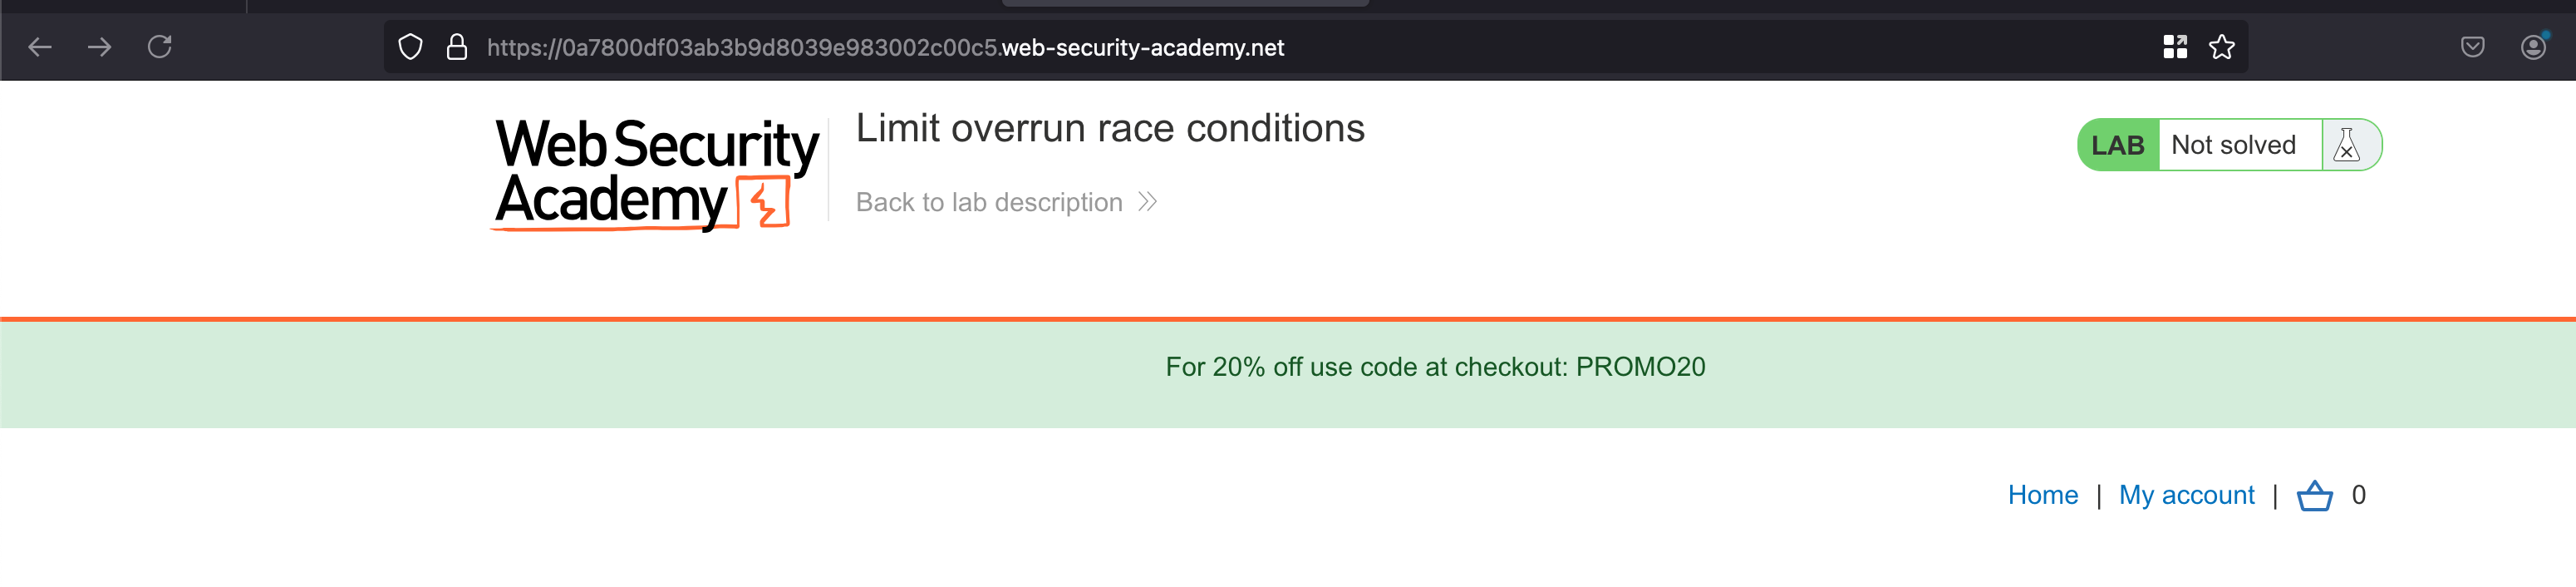 https://0a7800df03ab3b9d8039e983002c00c5.web-security-academy.net
Web Security
Academy
Limit overrun race conditions
Back to lab description
LAB Not solved
For 20% off use code at checkout: PROMO20
Home | My account | 0